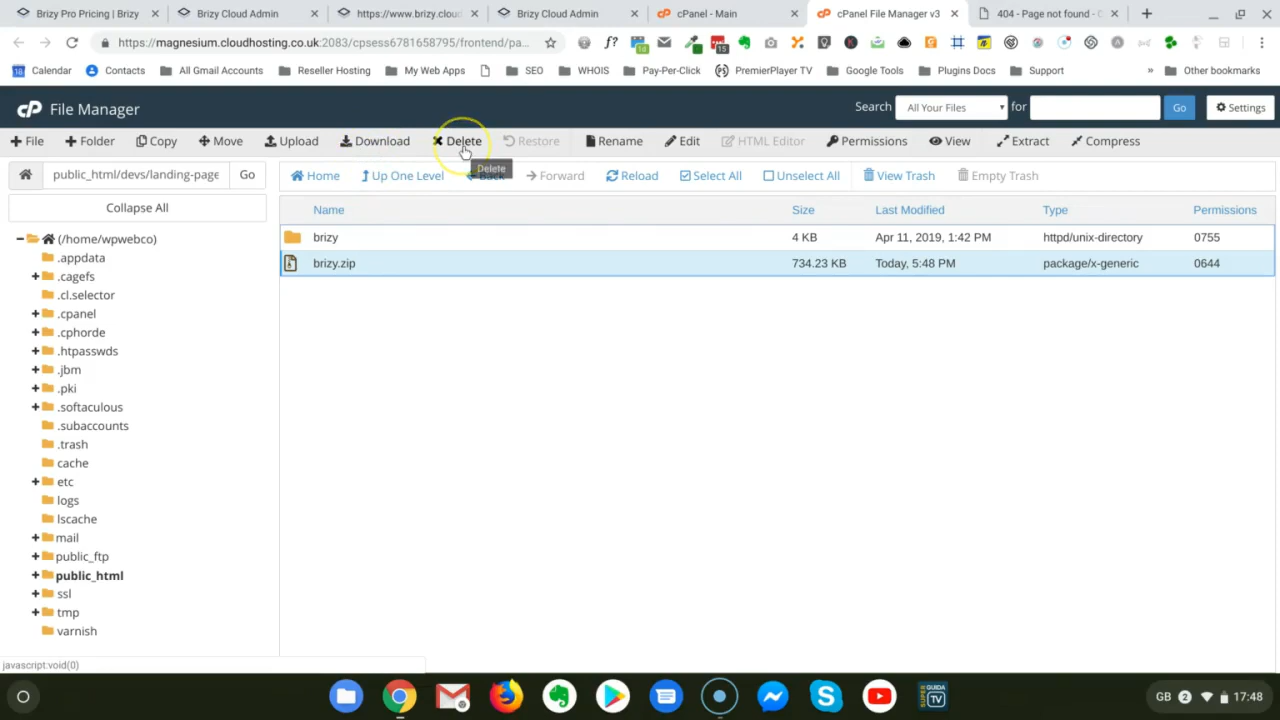 Brizy Pro Pricing | Brizy
Brizy Cloud Admin
https://www.brizy.cloud
Brizy Cloud Admin
cPanel - Main
cPanel File Manager v3
404 - Page not found - C
https://magnesium.cloudhosting.co.uk:2083/cpsess6781658795/frontend/pa...
Calendar
Contacts
All Gmail Accounts
Reseller Hosting
My Web Apps
SEO
WHOIS
Pay-Per-Click
PremierPlayer TV
Google Tools
Plugins Docs
Support
» Other bookmarks
cP File Manager
Search All Your Files for Go Settings
File
Folder
Copy
Move
Upload
Download
Delete
Restore
Rename
Edit
HTML Editor
Permissions
View
Extract
Compress
Delete
public_html/devs/landing-page
Go
Home
Up One Level
Back
Forward
Reload
Select All
Unselect All
View Trash
Empty Trash
Collapse All
Name Size Last Modified Type Permissions
brizy 4 KB Apr 11, 2019, 1:42 PM httpd/unix-directory 0755
brizy.zip 734.23 KB Today, 5:48 PM package/x-generic 0644
(/home/wpwebco)
.appdata
.cagefs
.cl.selector
.cpanel
.cphorde
.htpasswds
.jbm
.pki
.softaculous
.subaccounts
.trash
cache
etc
logs
lscache
mail
public_ftp
public_html
ssl
tmp
varnish
javascript:void(0)
GB 2 17:48